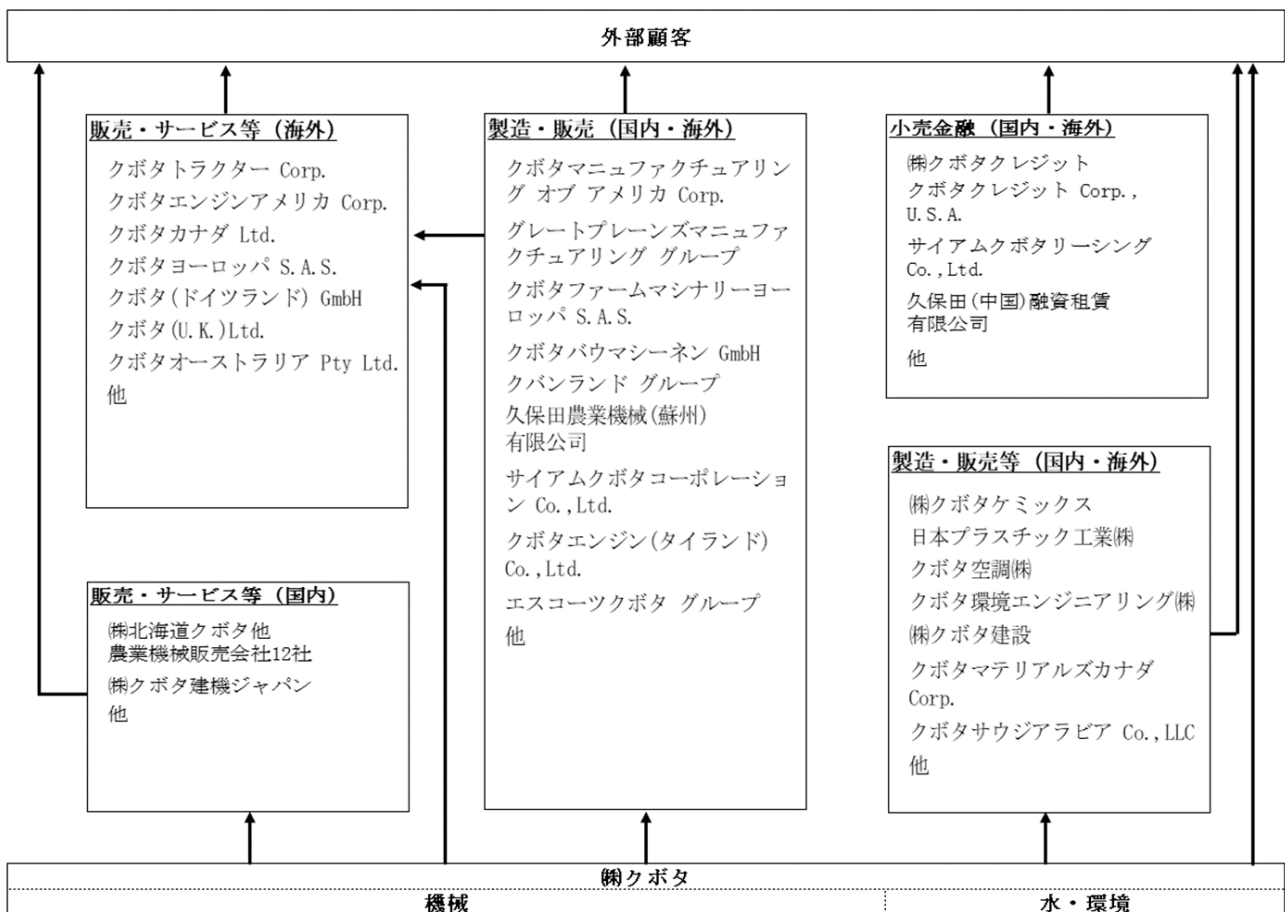 外部顧客
販売・サービス等（海外）
クボタトラクター Corp.
クボタエンジンアメリカ Corp.
クボタカナダ Ltd.
クボタヨーロッパ S.A.S.
クボタ(ドイツランド) GmbH
クボタ(U.K.)Ltd.
クボタオーストラリア Pty Ltd.
他
販売・サービス等（国内）
㈱北海道クボタ他
農業機械販売会社12社
㈱クボタ建機ジャパン
他
製造・販売（国内・海外）
クボタマニュファクチュアリン
グ オブ アメリカ Corp.
グレートプレーンズマニュファ
クチュアリング グループ
クボタファームマシナリーヨー
ロッパ S.A.S.
クボタバウマシーネン GmbH
クバンランド グループ
久保田農業機械(蘇州)
有限公司
サイアムクボタコーポレーショ
ン Co.,Ltd.
クボタエンジン(タイランド)
Co.,Ltd.
エスコーツクボタ グループ
他
小売金融（国内・海外）
㈱クボタクレジット
クボタクレジット Corp.,
U.S.A.
サイアムクボタリーシング
Co.,Ltd.
久保田(中国)融資租賃
有限公司
他
製造・販売等（国内・海外）
㈱クボタケミックス
日本プラスチック工業㈱
クボタ空調㈱
クボタ環境エンジニアリング㈱
㈱クボタ建設
クボタマテリアルズカナダ
Corp.
クボタサウジアラビア Co.,LLC
他
㈱クボタ
機械
水・環境